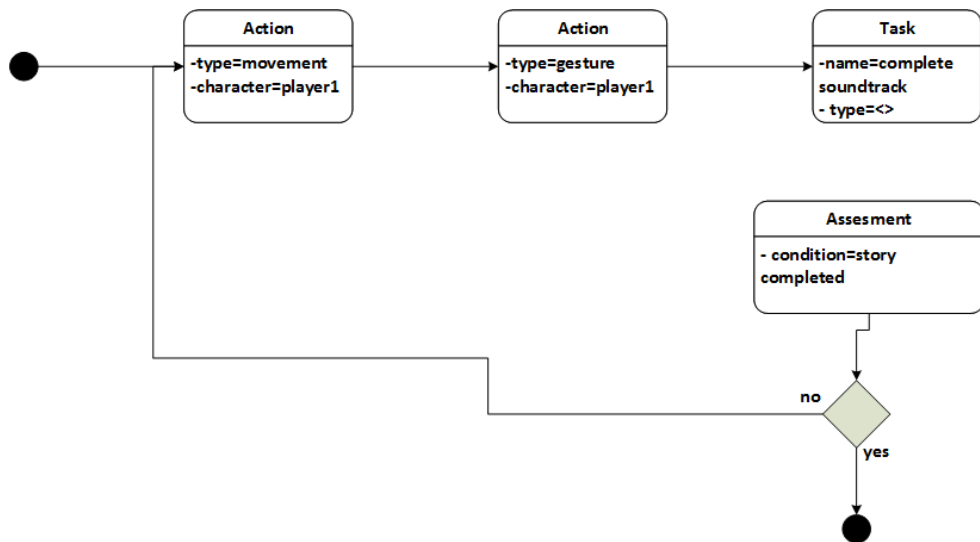 Action
-type=movement
-character=player1
Action
-type=gesture
-character=player1
Task
-name=complete
soundtrack
- type=<>
Assesment
- condition=story
completed
no
yes